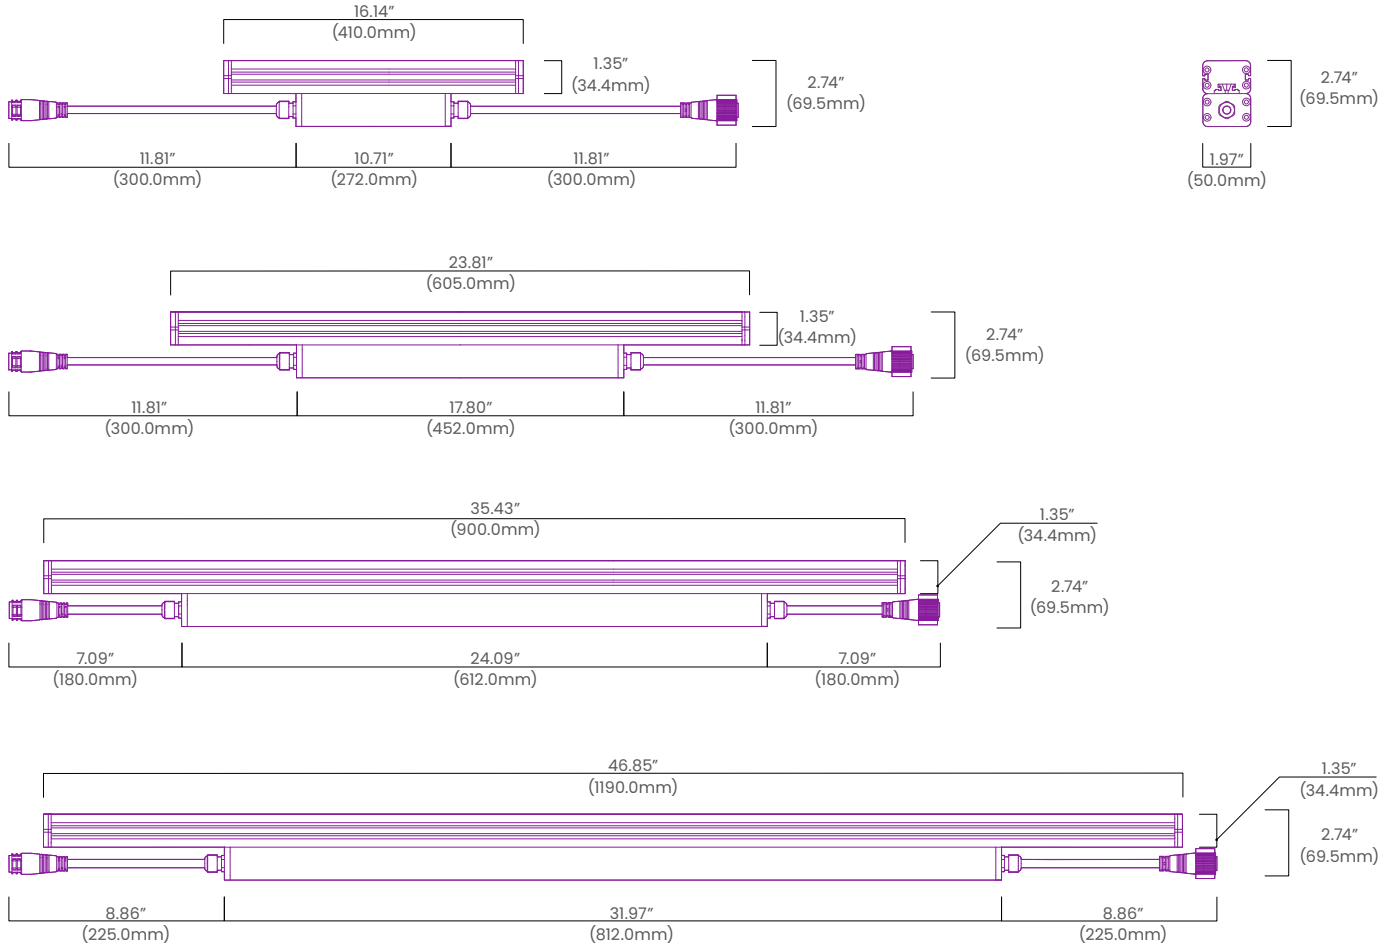 16.14”
(410.0mm)
1.35”
(34.4mm)
2.74”
(69.5mm)
2.74”
(69.5mm)
11.81”
(300.0mm)
10.71”
(272.0mm)
11.81”
(300.0mm)
1.97”
(50.0mm)
23.81”
(605.0mm)
1.35”
(34.4mm)
2.74”
(69.5mm)
11.81”
(300.0mm)
17.80”
(452.0mm)
11.81”
(300.0mm)
35.43”
(900.0mm)
1.35”
(34.4mm)
2.74”
(69.5mm)
7.09”
(180.0mm)
24.09”
(612.0mm)
7.09”
(180.0mm)
46.85”
(1190.0mm)
1.35”
(34.4mm)
2.74”
(69.5mm)
8.86”
(225.0mm)
31.97”
(812.0mm)
8.86”
(225.0mm)